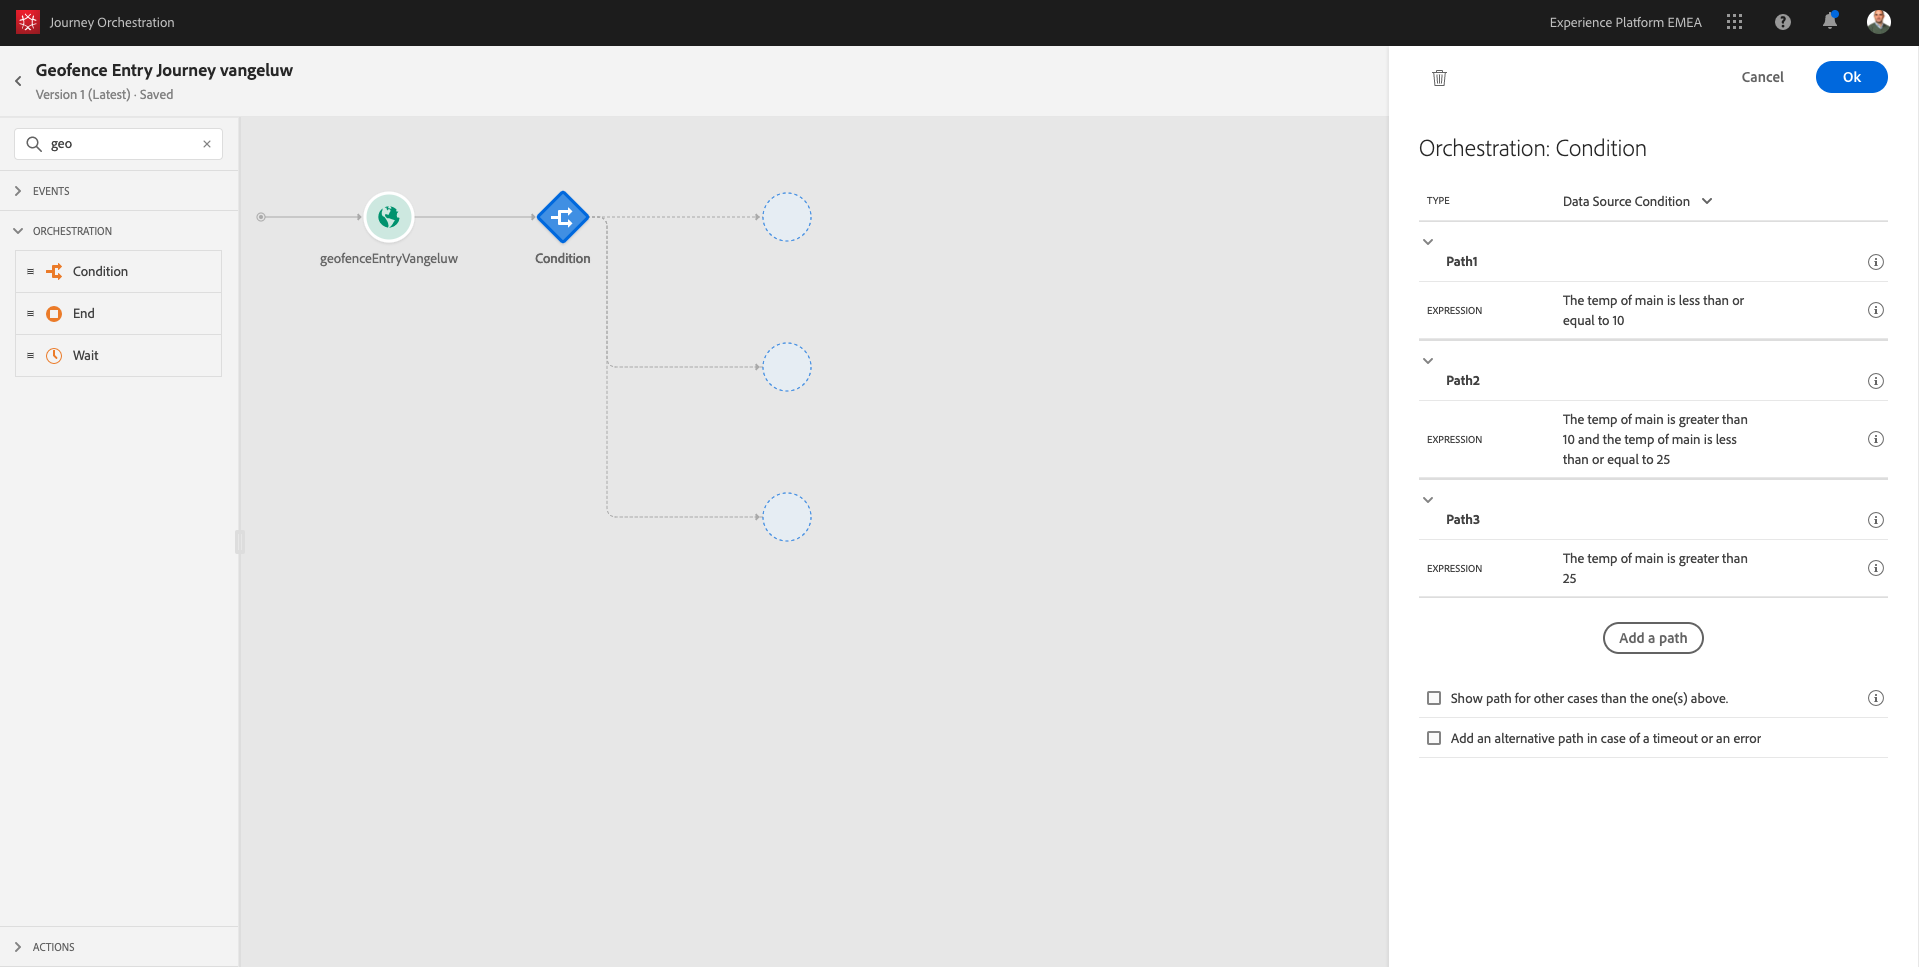 Journey Orchestration
Experience Platform EMEA
Geofence Entry Journey vangeluw
Version 1 (Latest) · Saved
geo
EVENTS
ORCHESTRATION
Condition
End
Wait
ACTIONS
geofenceEntryVangeluw
Condition
Cancel
Ok
Orchestration: Condition
TYPE
Data Source Condition
Path1
EXPRESSION
The temp of main is less than or
equal to 10
Path2
EXPRESSION
The temp of main is greater than
10 and the temp of main is less
than or equal to 25
Path3
EXPRESSION
The temp of main is greater than
25
Add a path
Show path for other cases than the one(s) above.
Add an alternative path in case of a timeout or an error